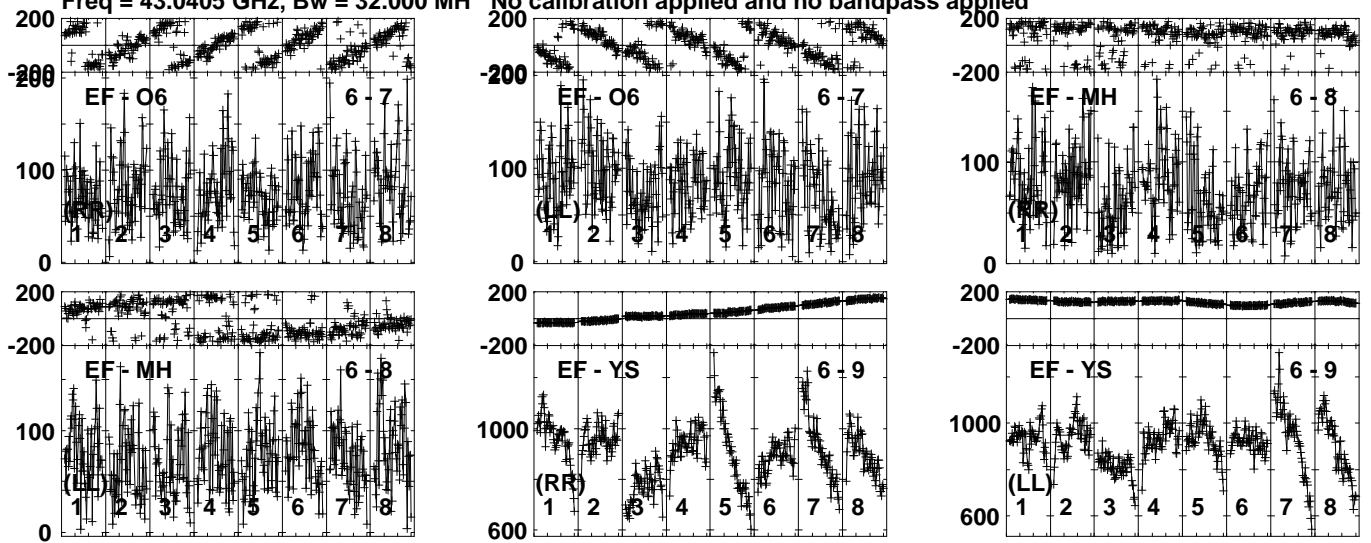 Freq = 43.0405 GHz, Bw = 32.000 MH No calibration applied and no bandpass applied
200
-200
200
EF - O6 6 - 7
100
(RR)
1 2 3 4 5 6 7 8
0
200
-200
200
EF - O6 6 - 7
100
(LL)
1 2 3 4 5 6 7 8
0
200
-200
EF - MH 6 - 8
100
(RR)
1 2 3 4 5 6 7 8
0
200
-200
EF - MH 6 - 8
100
(LL)
1 2 3 4 5 6 7 8
0
200
-200
EF - YS 6 - 9
1000
(RR)
1 2 3 4 5 6 7 8
600
200
-200
EF - YS 6 - 9
1000
(LL)
1 2 3 4 5 6 7 8
600